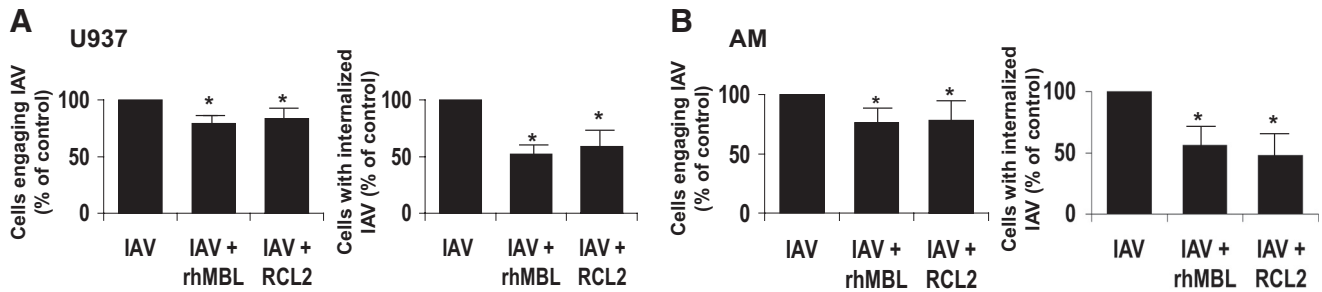 A
U937
Cells engaging IAV
(% of control)
100
50
0
*
*
IAV
IAV +
rhMBL
IAV +
RCL2
Cells with internalized
IAV (% of control)
100
50
0
*
*
IAV
IAV +
rhMBL
IAV +
RCL2
B
AM
Cells engaging IAV
(% of control)
100
50
0
*
*
IAV
IAV +
rhMBL
IAV +
RCL2
Cells with internalized
IAV (% of control)
100
50
0
*
*
IAV
IAV +
rhMBL
IAV +
RCL2